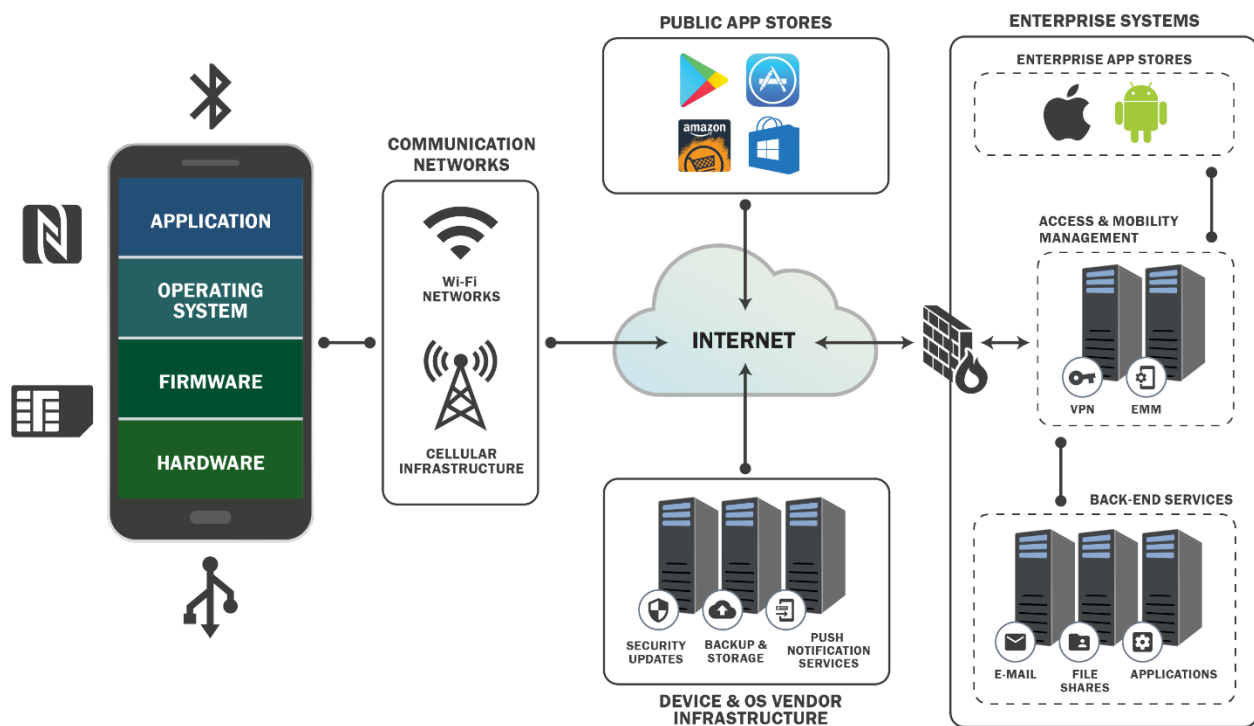 PUBLIC APP STORES
ENTERPRISE SYSTEMS
ENTERPRISE APP STORES
amazon
COMMUNICATION
NETWORKS
APPLICATION
OPERATING
SYSTEM
FIRMWARE
HARDWARE
Wi-Fi
NETWORKS
CELLULAR
INFRASTRUCTURE
INTERNET
ACCESS & MOBILITY
MANAGEMENT
VPN
EMM
BACK-END SERVICES
E-MAIL
FILE
SHARES
APPLICATIONS
SECURITY
UPDATES
BACKUP &
STORAGE
PUSH
NOTIFICATION
SERVICES
DEVICE & OS VENDOR
INFRASTRUCTURE